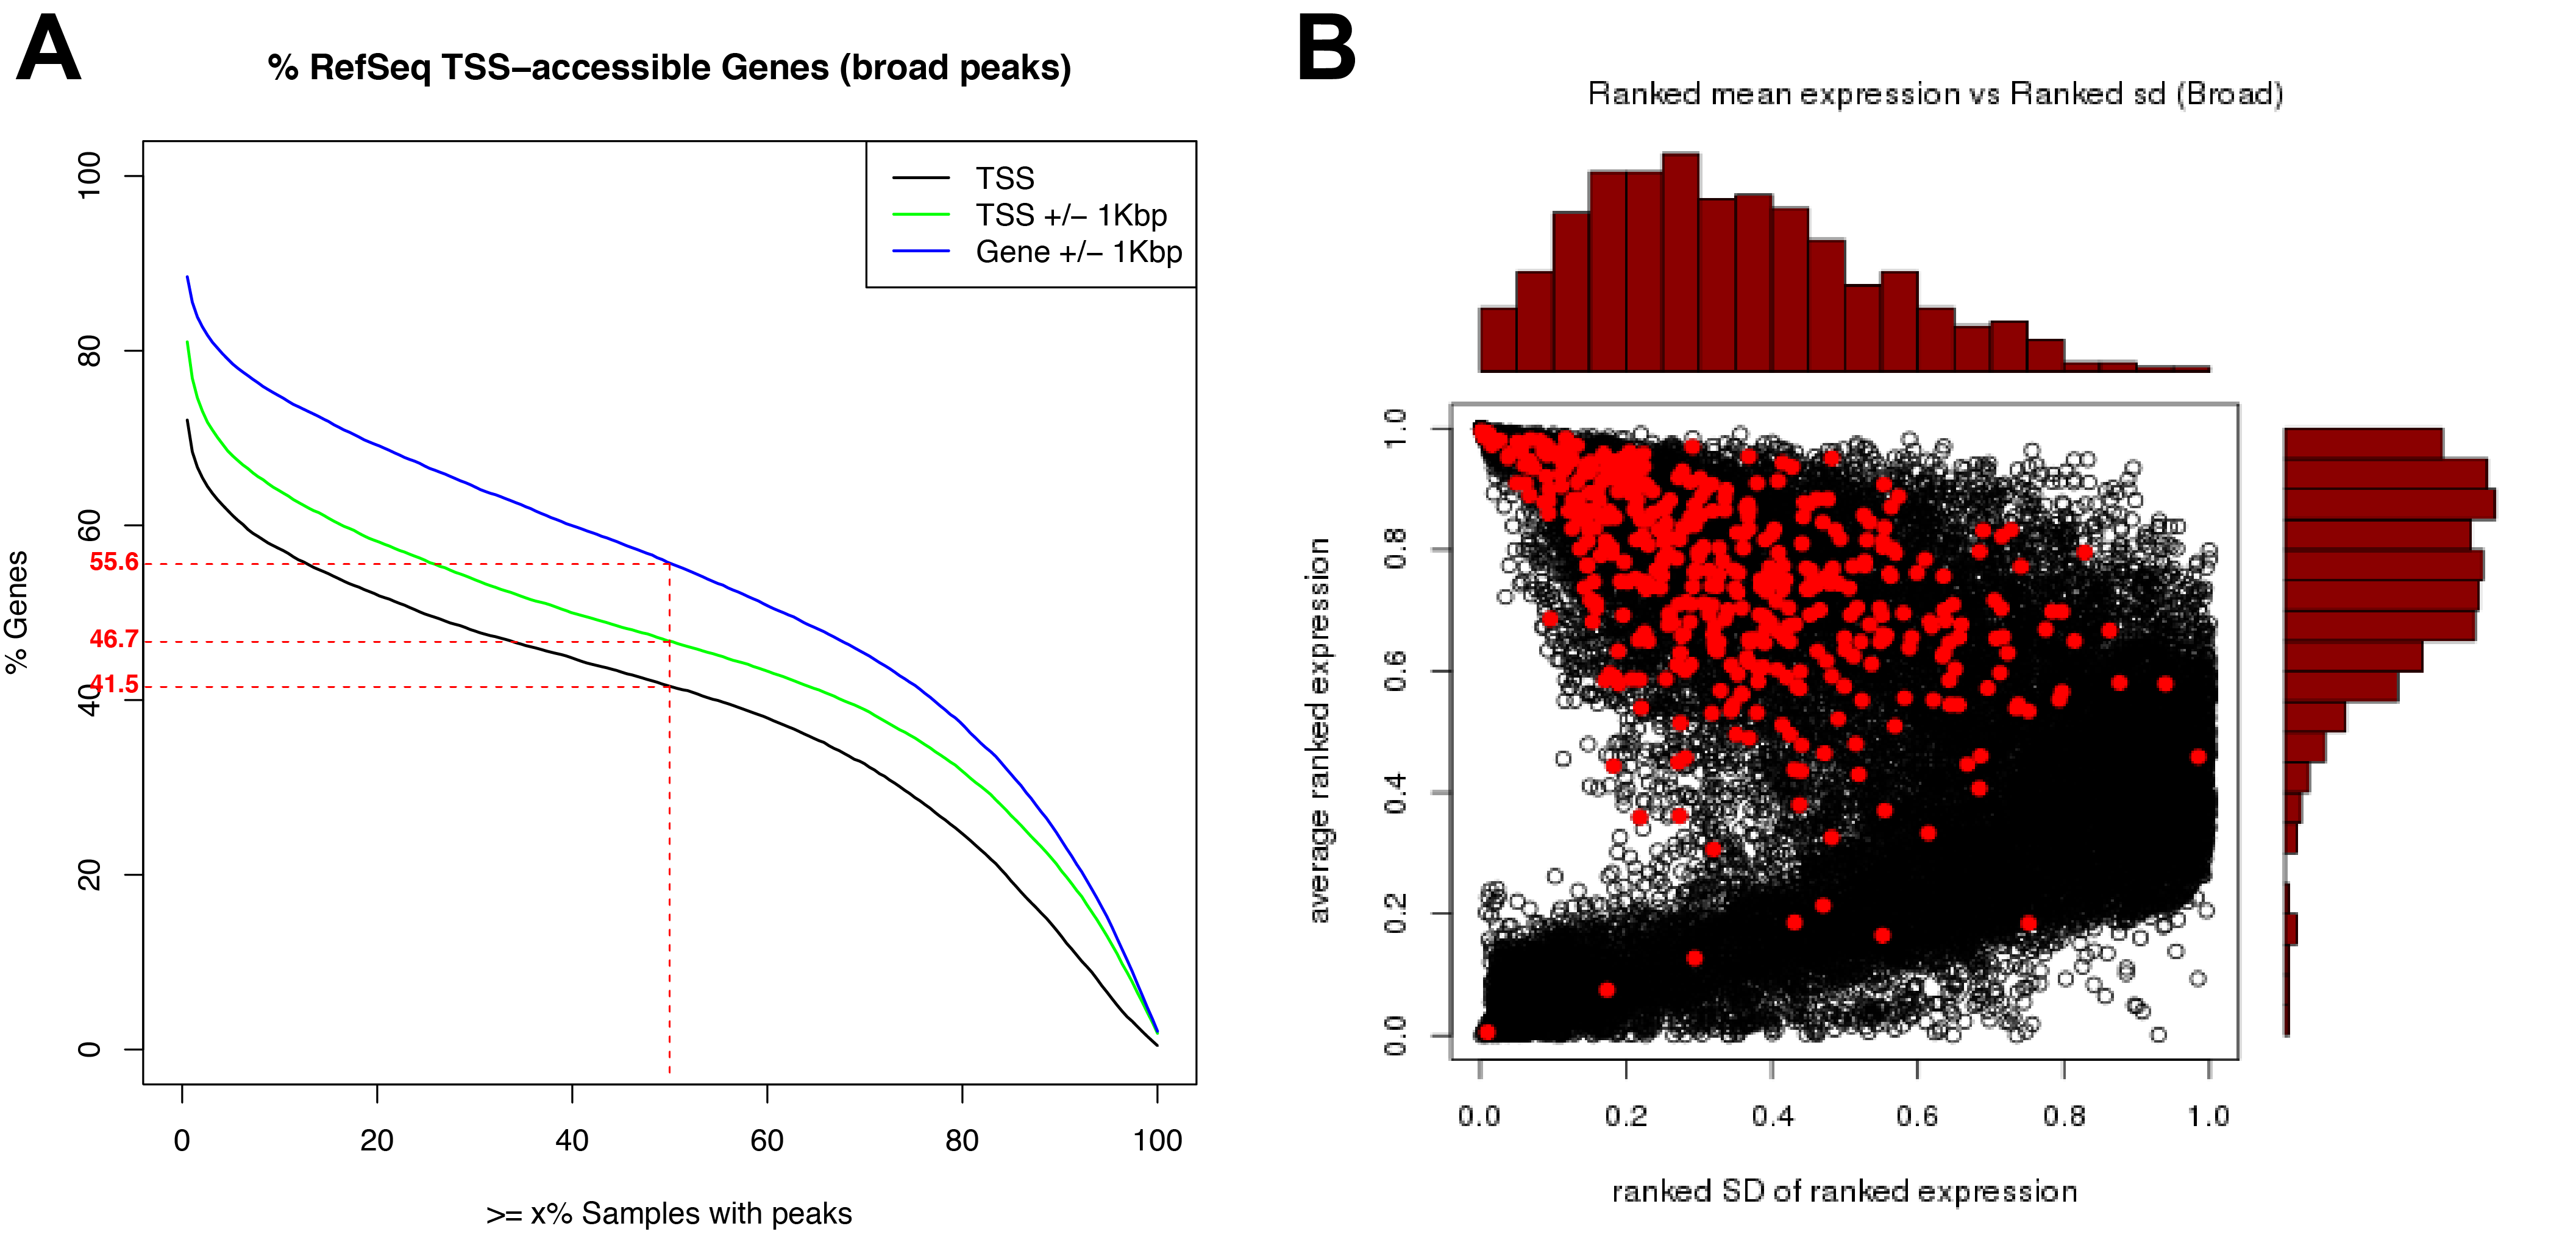 A
% RefSeq TSS−accessible Genes (broad peaks)
TSS
TSS +/− 1Kbp
Gene +/− 1Kbp
100
80
60
55.6
46.7
41.5
40
20
0
% Genes
0 20 40 60 80 100
>= x% Samples with peaks
B
Ranked mean expression vs Ranked sd (Broad)
1.0
0.8
0.6
0.4
0.2
0.0
average ranked expression
0.0 0.2 0.4 0.6 0.8 1.0
ranked SD of ranked expression